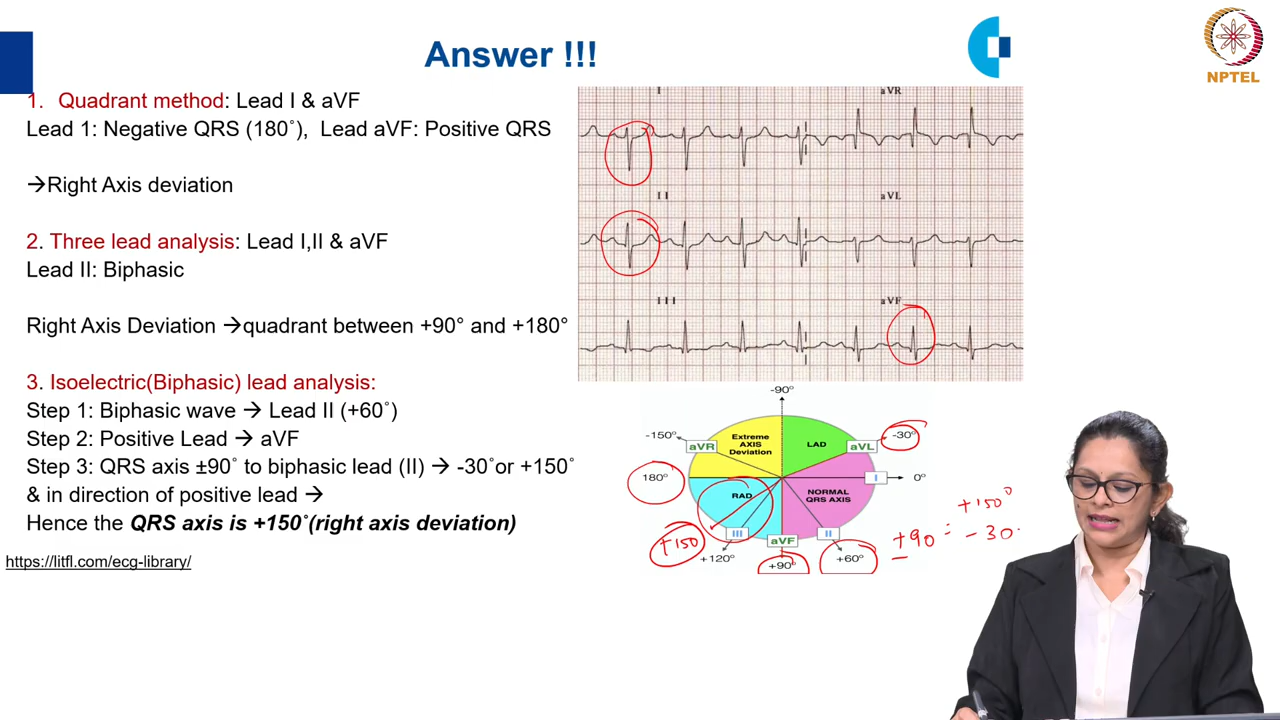 Answer !!!
NPTEL
1. Quadrant method: Lead I & aVF
Lead 1: Negative QRS (180˚), Lead aVF: Positive QRS
→Right Axis deviation
2. Three lead analysis: Lead I,II & aVF
Lead II: Biphasic
Right Axis Deviation →quadrant between +90° and +180°
3. Isoelectric(Biphasic) lead analysis:
Step 1: Biphasic wave → Lead II (+60˚)
Step 2: Positive Lead → aVF
Step 3: QRS axis ±90˚ to biphasic lead (II) → -30˚or +150˚
& in direction of positive lead →
Hence the QRS axis is +150˚(right axis deviation)
https://litfl.com/ecg-library/
I
aVR
II
aVL
III
aVF
-90°
-150°
aVR
Extreme
AXIS
Deviation
LAD
aVL
-30°
180°
I
0°
RAD
NORMAL
QRS AXIS
III
aVF
II
+150
+120°
+90°
+60°
+150°
±90 = -30.